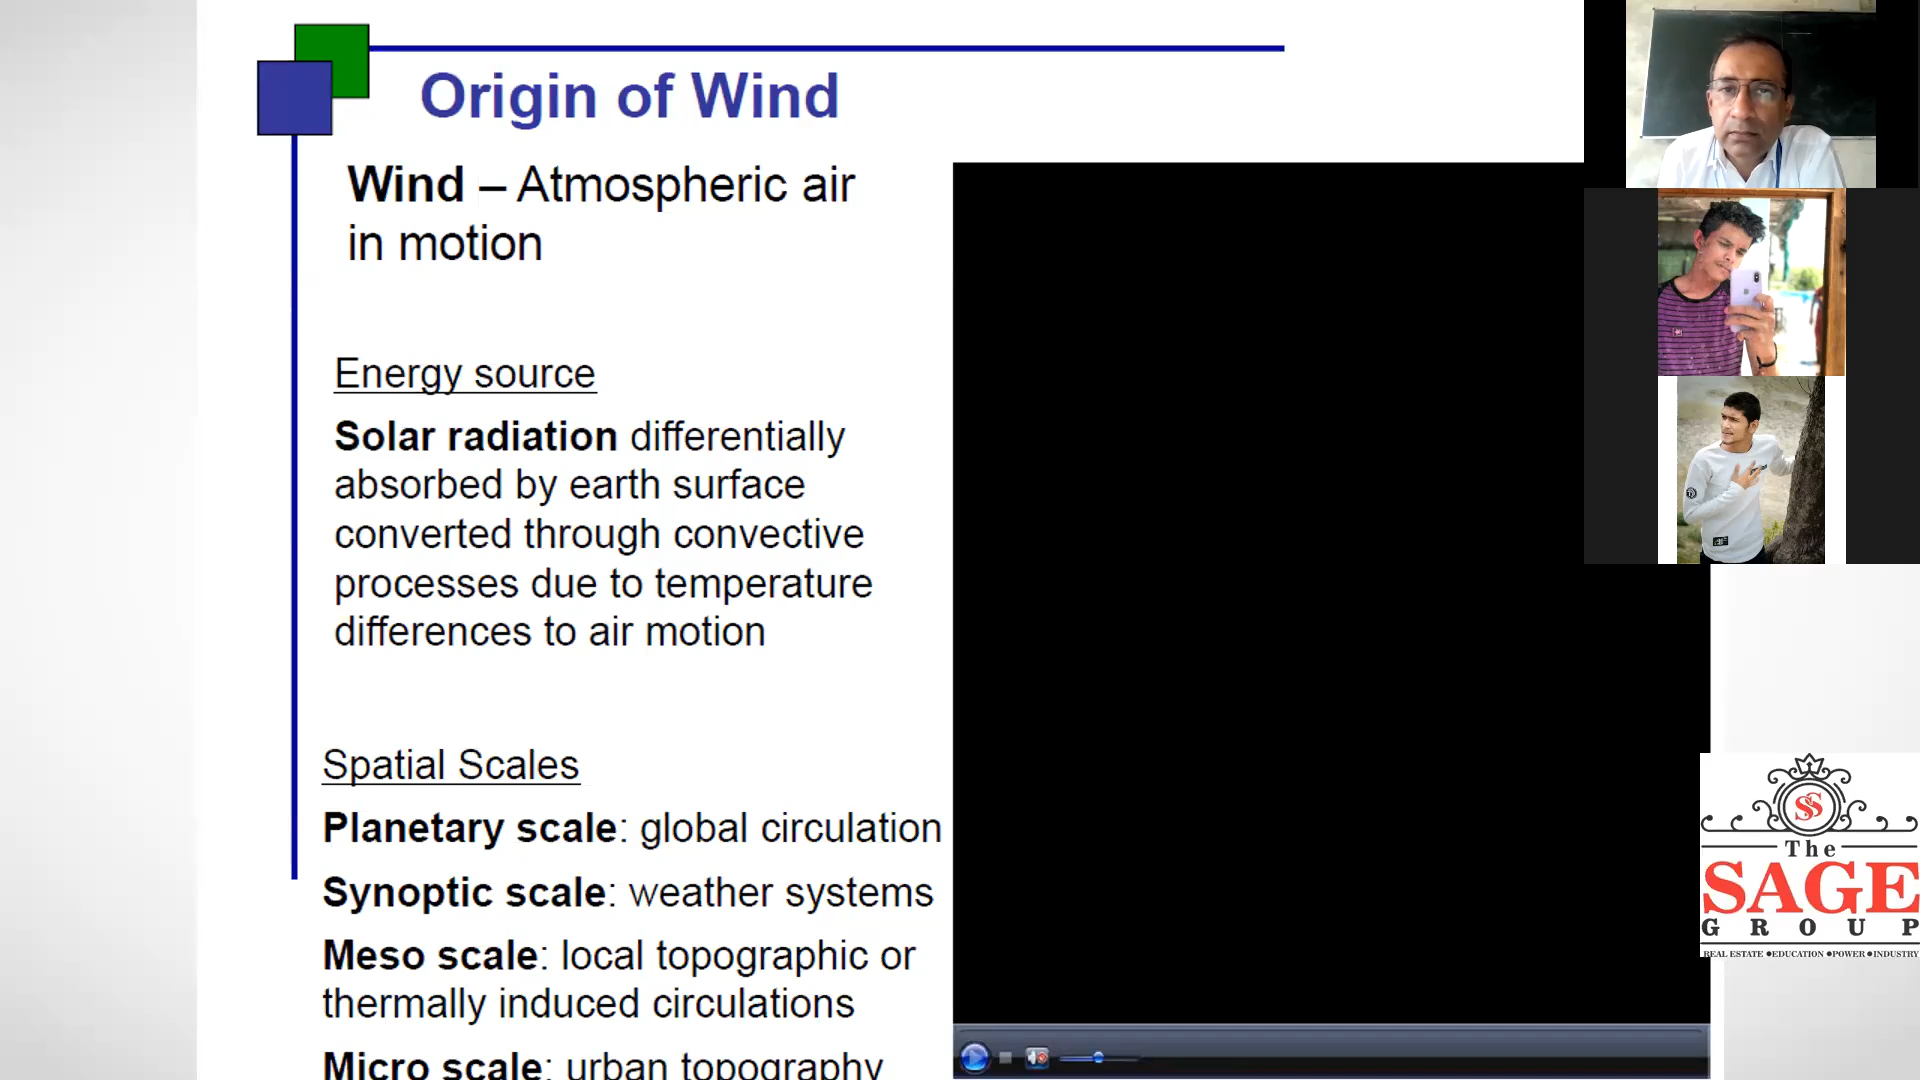 Origin of Wind
Wind – Atmospheric air
in motion
Energy source
Solar radiation differentially
absorbed by earth surface
converted through convective
processes due to temperature
differences to air motion
Spatial Scales
Planetary scale: global circulation
Synoptic scale: weather systems
Meso scale: local topographic or
thermally induced circulations
Micro scale: urban topography
SS
The
SAGE
GROUP
REAL ESTATE •EDUCATION •POWER •INDUSTRY